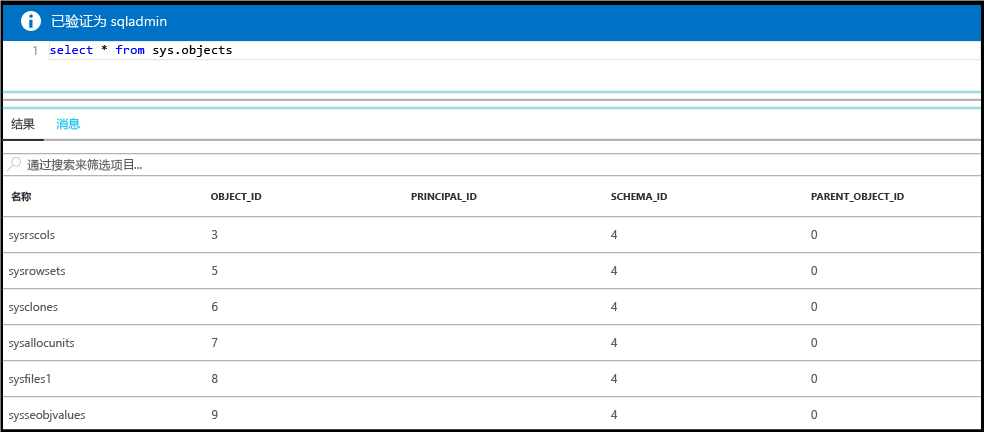 已验证为 sqladmin
1 select * from sys.objects
结果 消息
通过搜索来筛选项目...
名称 OBJECT_ID PRINCIPAL_ID SCHEMA_ID PARENT_OBJECT_ID
sysrscols 3 4 0
sysrowsets 5 4 0
sysclones 6 4 0
sysallocunits 7 4 0
sysfiles1 8 4 0
sysseobjvalues 9 4 0